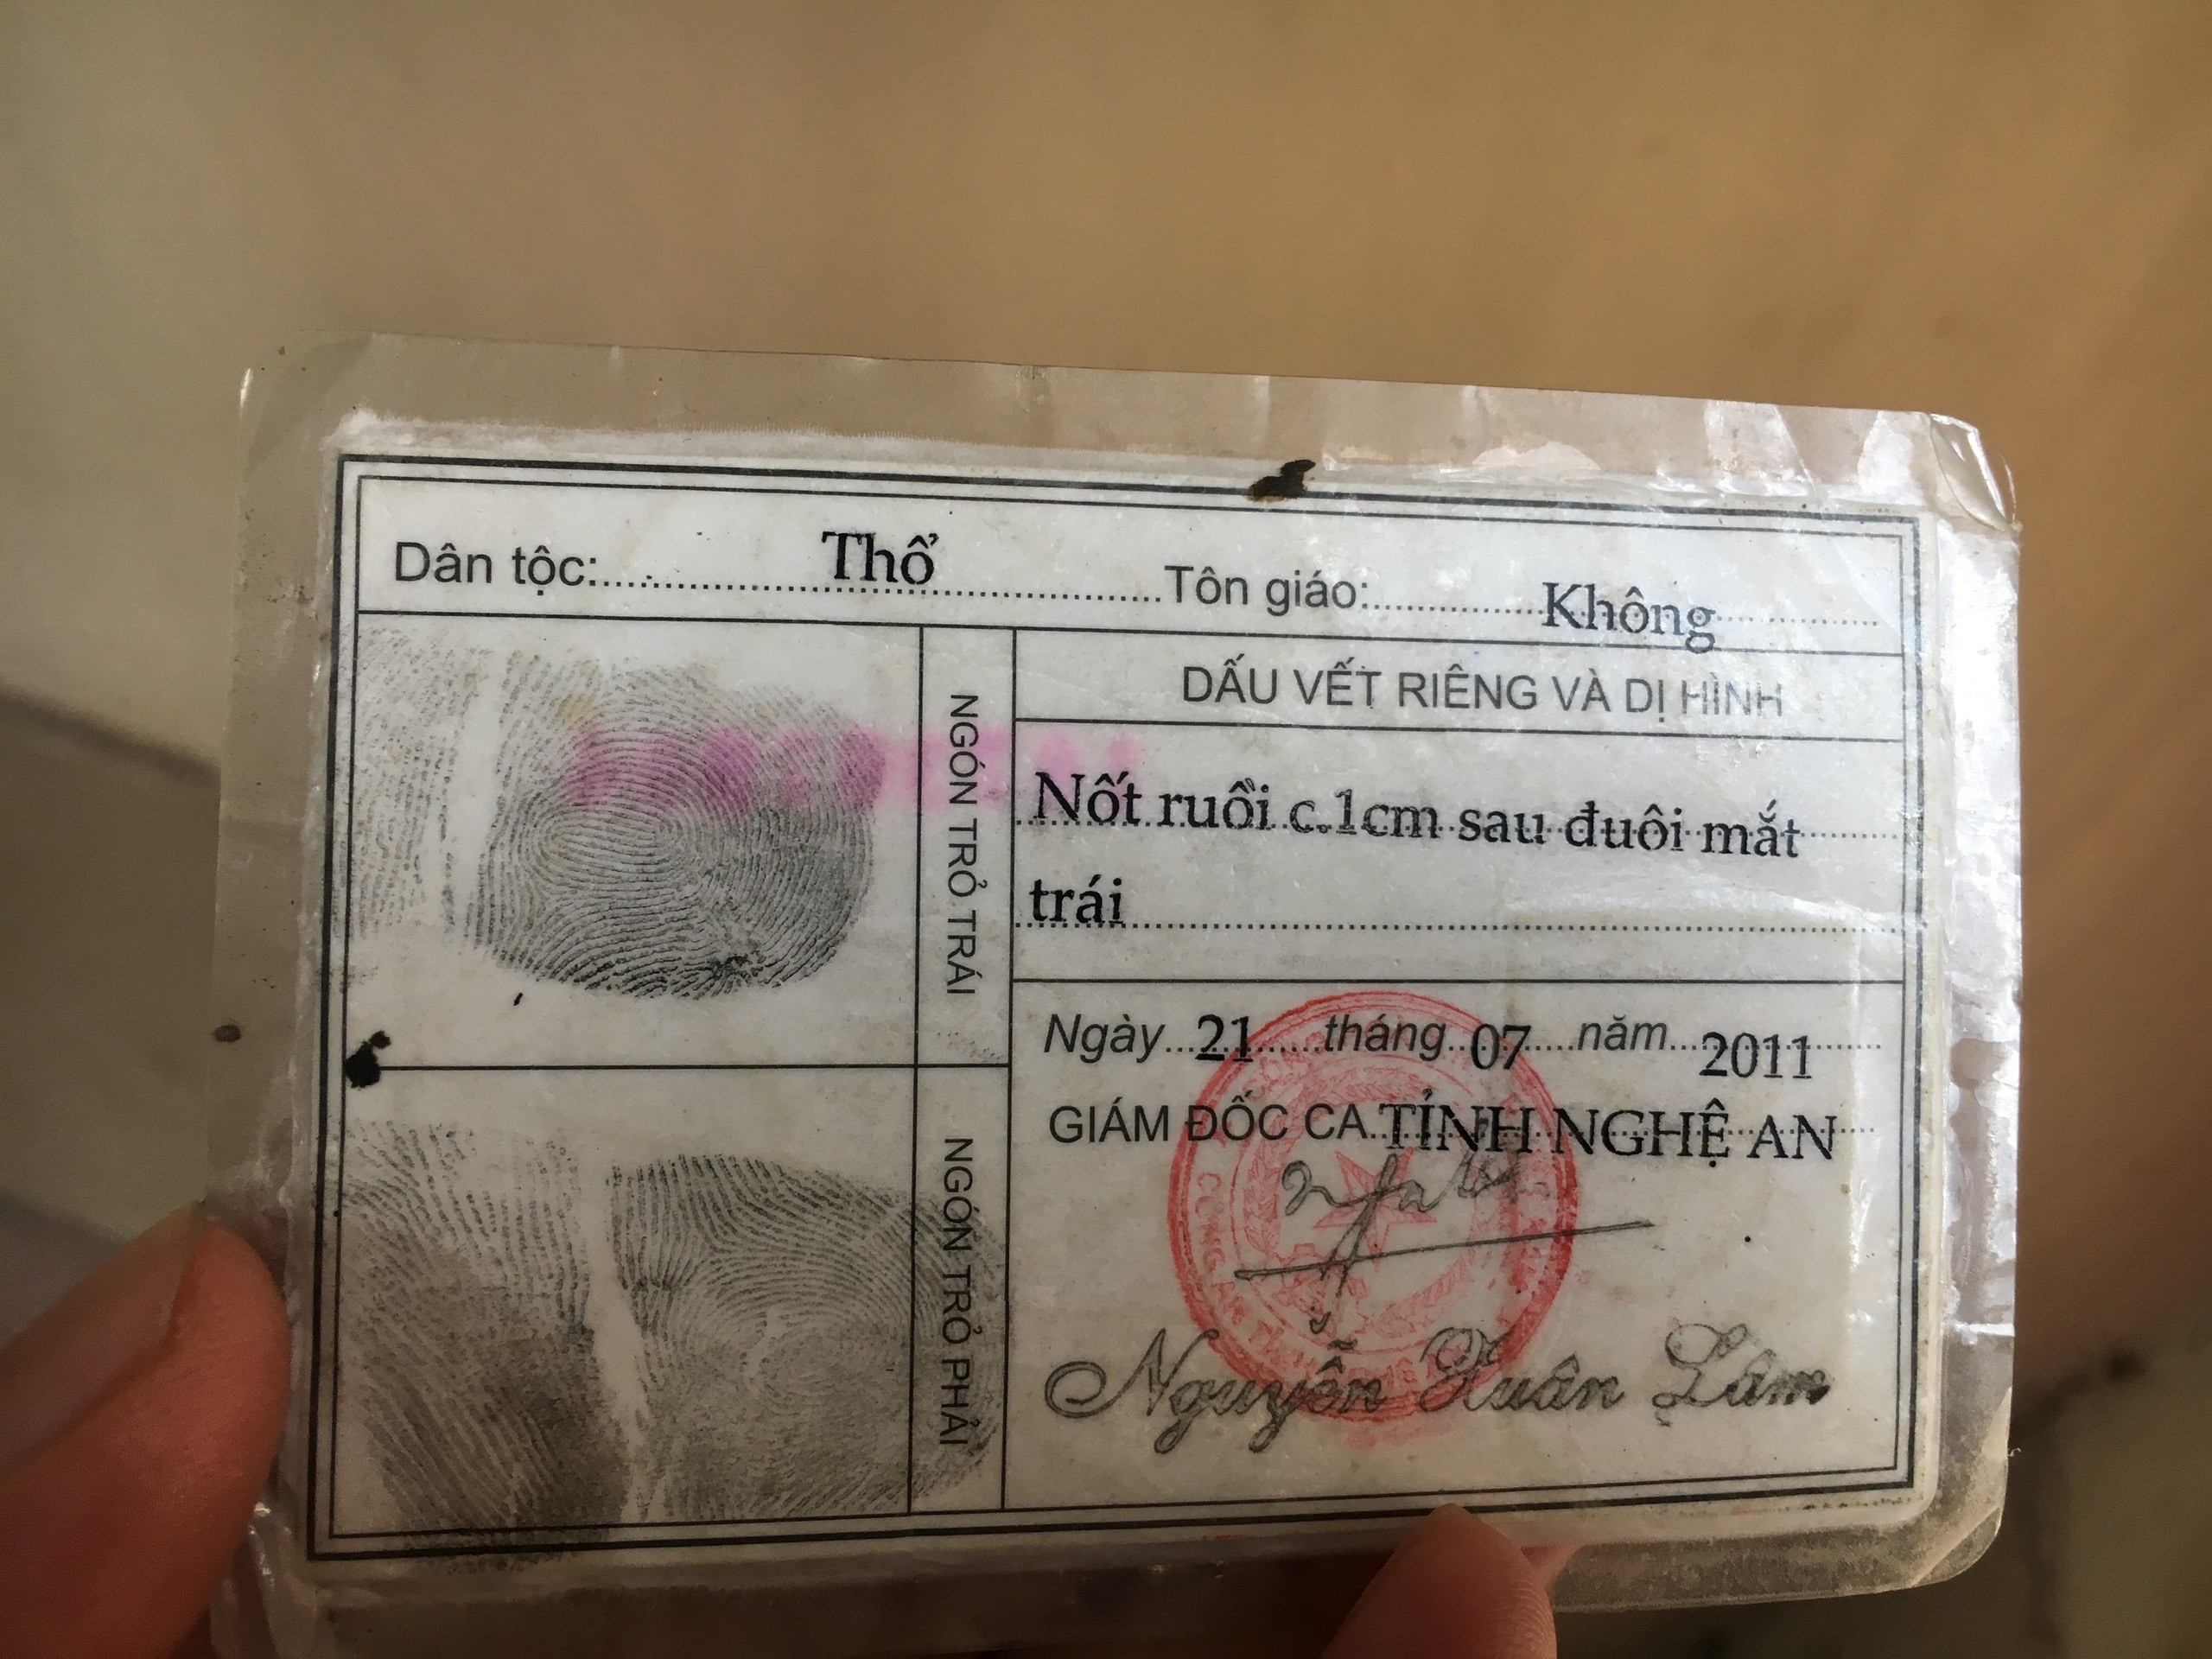 Dân tộc: Thổ Tôn giáo: Không
NGÓN TRỎ TRÁI
NGÓN TRỎ PHẢI
DẤU VẾT RIÊNG VÀ DỊ HÌNH
Nốt ruồi c.1cm sau đuôi mắt
trái
Ngày 21 tháng 07 năm 2011
GIÁM ĐỐC CA TỈNH NGHỆ AN
Nguyễn Xuân Lâm